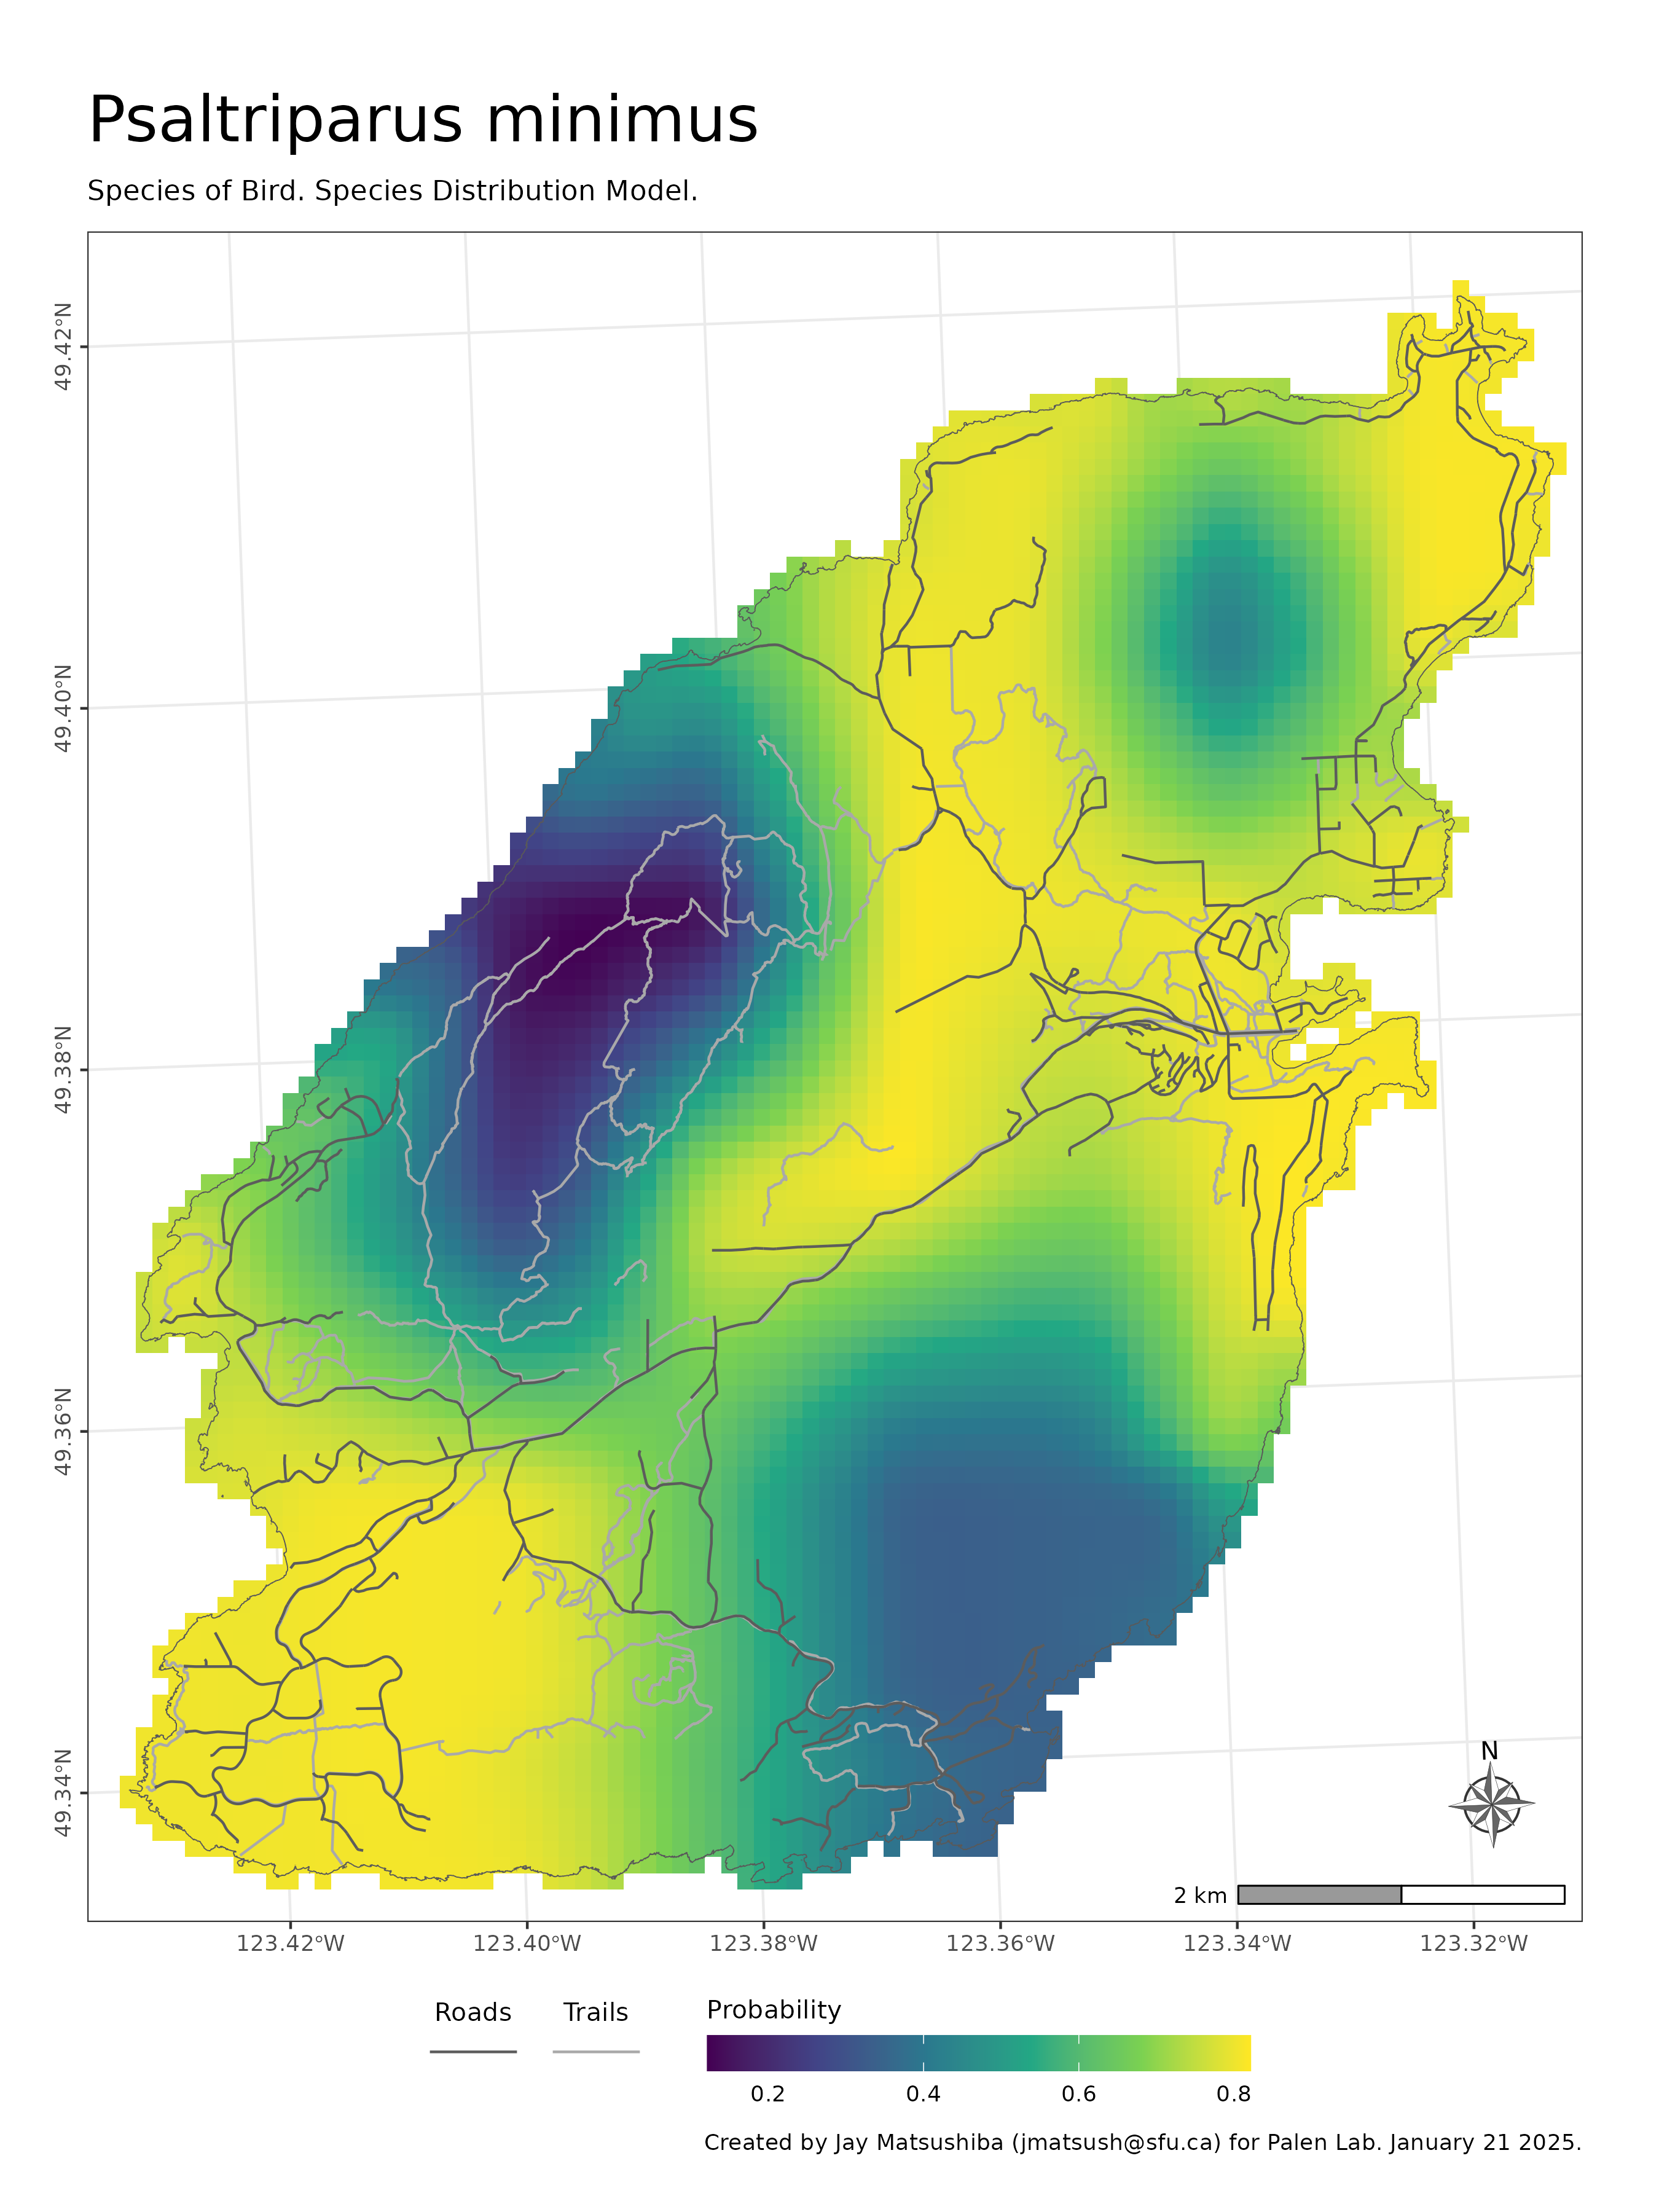 Psaltriparus minimus
Species of Bird. Species Distribution Model.
49.42°N
49.40°N
49.38°N
49.36°N
49.34°N
N
2 km
123.42°W 123.40°W 123.38°W 123.36°W 123.34°W 123.32°W
Roads Trails Probability
0.2 0.4 0.6 0.8
Created by Jay Matsushiba (jmatsush@sfu.ca) for Palen Lab. January 21 2025.